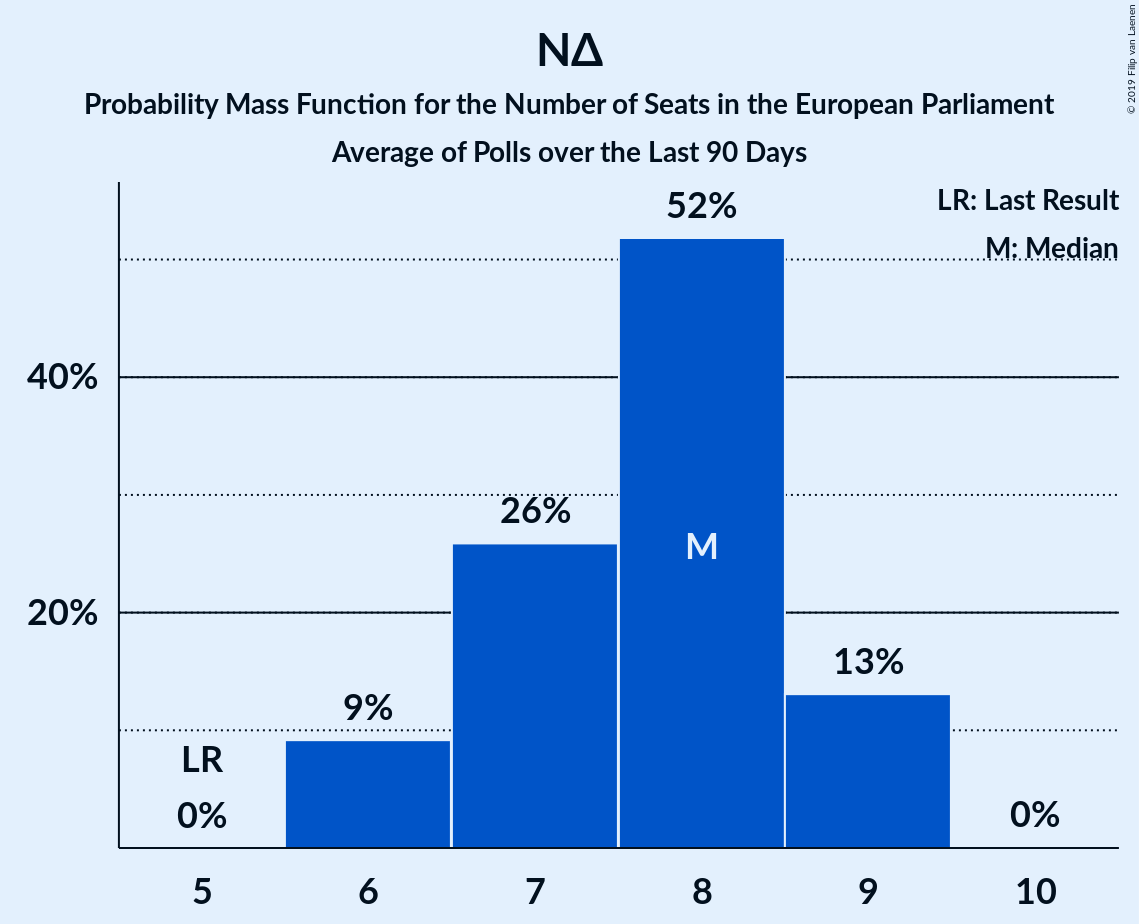 NΔ
Probability Mass Function for the Number of Seats in the European Parliament
Average of Polls over the Last 90 Days
© 2019 Filip van Laenen
LR: Last Result
M: Median
52%
40%
26%
M
20%
13%
9%
LR
0%
0%
5 6 7 8 9 10